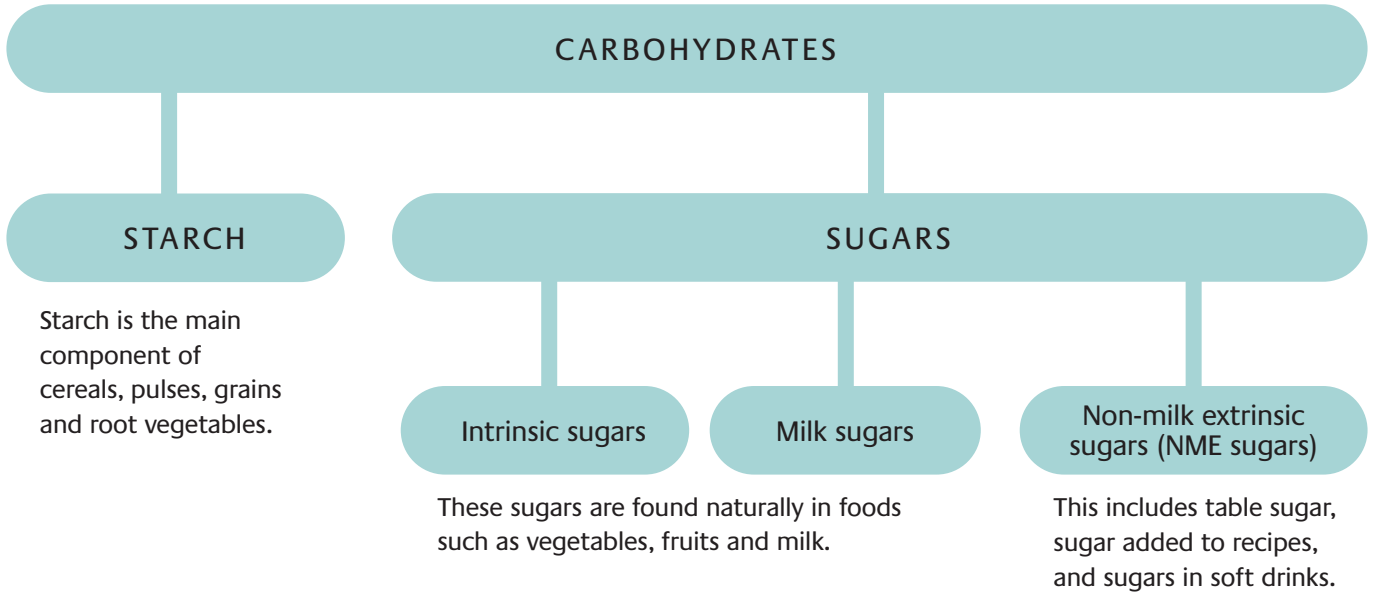 CARBOHYDRATES
STARCH
Starch is the main
component of
cereals, pulses, grains
and root vegetables.
SUGARS
Intrinsic sugars
Milk sugars
These sugars are found naturally in foods
such as vegetables, fruits and milk.
Non-milk extrinsic
sugars (NME sugars)
This includes table sugar,
sugar added to recipes,
and sugars in soft drinks.